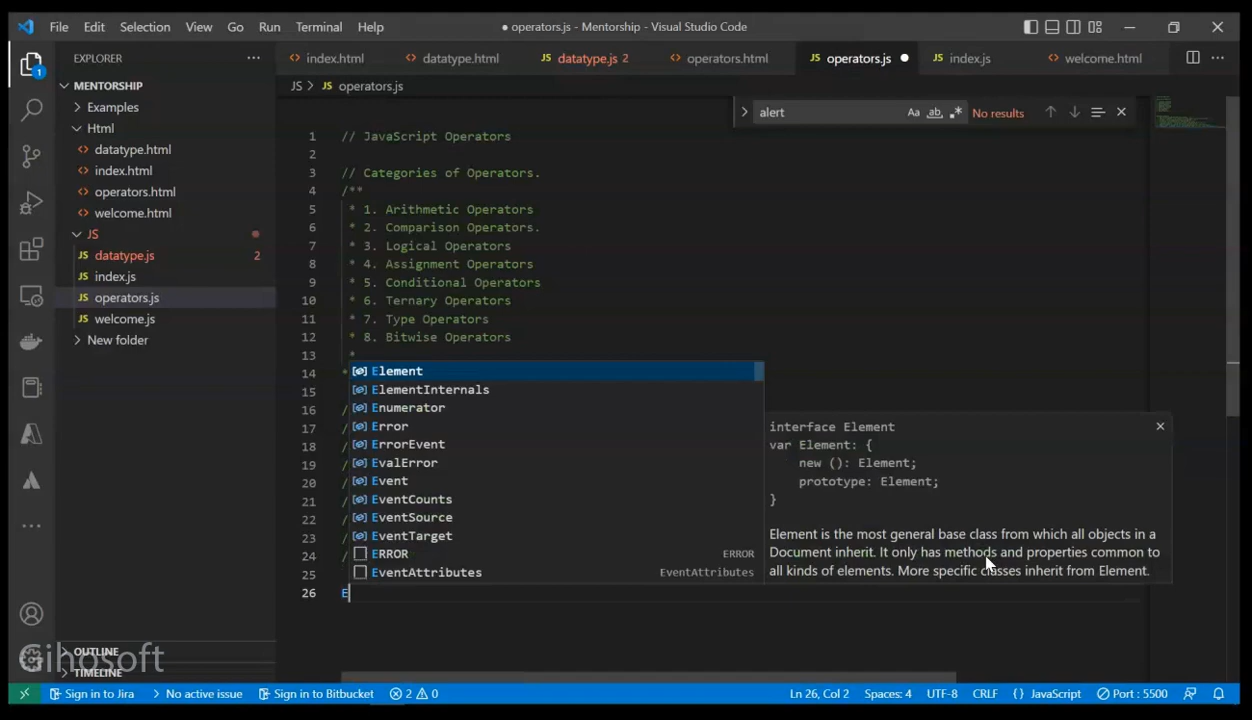 File Edit Selection View Go Run Terminal Help
● operators.js - Mentorship - Visual Studio Code
EXPLORER
index.html
datatype.html
JS datatype.js 2
operators.html
JS operators.js
JS index.js
welcome.html
MENTORSHIP
Examples
Html
datatype.html
index.html
operators.html
welcome.html
JS
JS datatype.js 2
JS index.js
JS operators.js
JS welcome.js
New folder
OUTLINE
TIMELINE
Gihosoft
1
JS > JS operators.js
alert
Aa ab .*
No results
1 // JavaScript Operators
2
3 // Categories of Operators.
4 /**
5 * 1. Arithmetic Operators
6 * 2. Comparison Operators.
7 * 3. Logical Operators
8 * 4. Assignment Operators
9 * 5. Conditional Operators
10 * 6. Ternary Operators
11 * 7. Type Operators
12 * 8. Bitwise Operators
13 *
14 *
15
16 /
17 /
18 /
19 /
20 /
21 /
22 /
23 /
24 /
25
26 E
Element
ElementInternals
Enumerator
Error
ErrorEvent
EvalError
Event
EventCounts
EventSource
EventTarget
ERROR ERROR
EventAttributes EventAttributes
interface Element
var Element: {
new (): Element;
prototype: Element;
}
Element is the most general base class from which all objects in a
Document inherit. It only has methods and properties common to
all kinds of elements. More specific classes inherit from Element.
Sign in to Jira No active issue Sign in to Bitbucket 2 0 Ln 26, Col 2 Spaces: 4 UTF-8 CRLF {} JavaScript Port : 5500